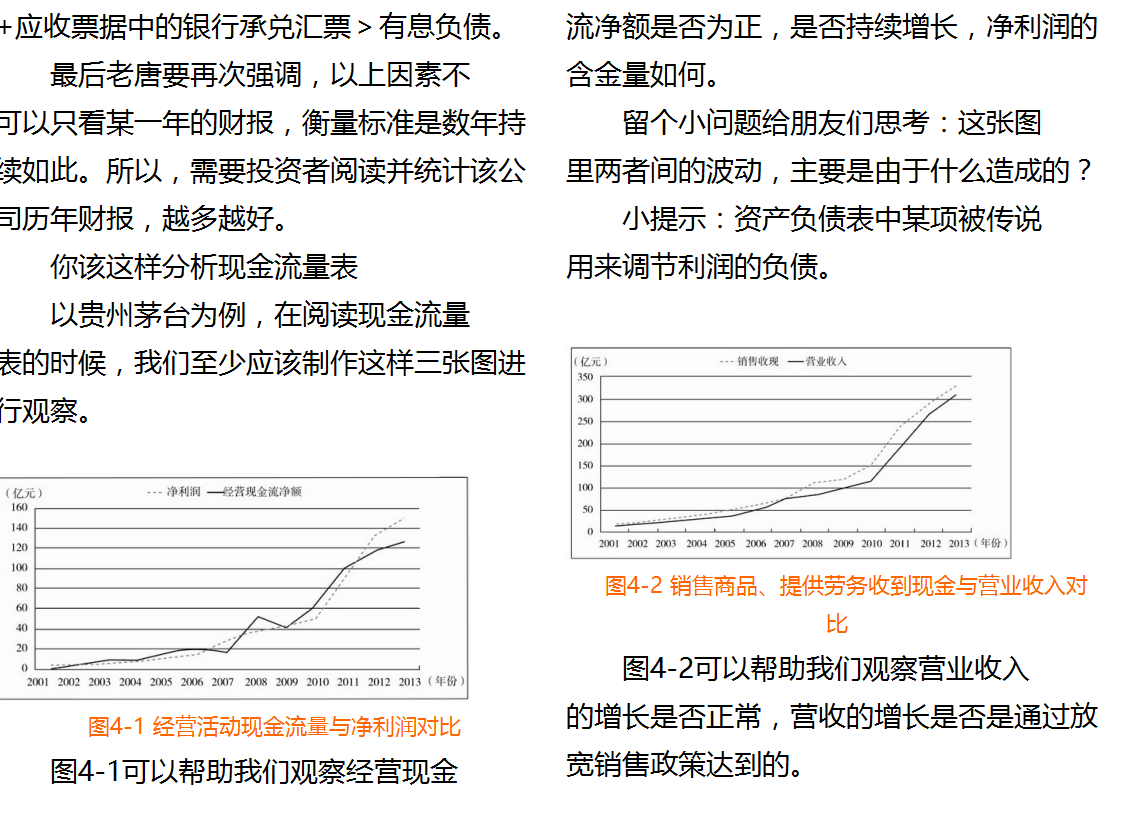 +应收票据中的银行承兑汇票＞有息负债。
最后老唐要再次强调，以上因素不
可以只看某一年的财报，衡量标准是数年持
续如此。所以，需要投资者阅读并统计该公
司历年财报，越多越好。
你该这样分析现金流量表
以贵州茅台为例，在阅读现金流量
表的时候，我们至少应该制作这样三张图进
行观察。
（亿元）
净利润 经营现金流净额
160
140
120
100
80
60
40
20
0
2001 2002 2003 2004 2005 2006 2007 2008 2009 2010 2011 2012 2013（年份）
图4-1 经营活动现金流量与净利润对比
图4-1可以帮助我们观察经营现金
流净额是否为正，是否持续增长，净利润的
含金量如何。
留个小问题给朋友们思考：这张图
里两者间的波动，主要是由于什么造成的？
小提示：资产负债表中某项被传说
用来调节利润的负债。
（亿元）
销售收现 营业收入
350
300
250
200
150
100
50
0
2001 2002 2003 2004 2005 2006 2007 2008 2009 2010 2011 2012 2013（年份）
图4-2 销售商品、提供劳务收到现金与营业收入对
比
图4-2可以帮助我们观察营业收入
的增长是否正常，营收的增长是否是通过放
宽销售政策达到的。